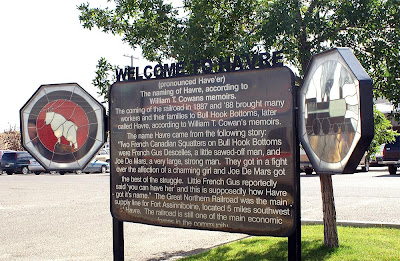 WELCOME TO HAVRE
(pronounced Have'er)
The naming of Havre, according to
William T. Cowans memoirs.
The coming of the railroad in 1887 and '88 brought many
workers and their families to Bull Hook Bottoms, later
called Havre, according to William T. Cowan's memoirs.
The name Havre came from the following story:
"Two French Canadian Squatters on Bull Hook Bottoms
were French Gus Descelles, a little sawed-off man, and
Joe De Mars, a very large, strong man. They got in a fight
over the affection of a charming girl and Joe De Mars got
the best of the struggle. Little French Gus reportedly
said 'you can have her' and this is supposedly how Havre
got it's name". The Great Northern Railroad was the main
supply line for Fort Assinniboine, located 5 miles southwest
of Havre. The railroad is still one of the main economic
forces in the community.